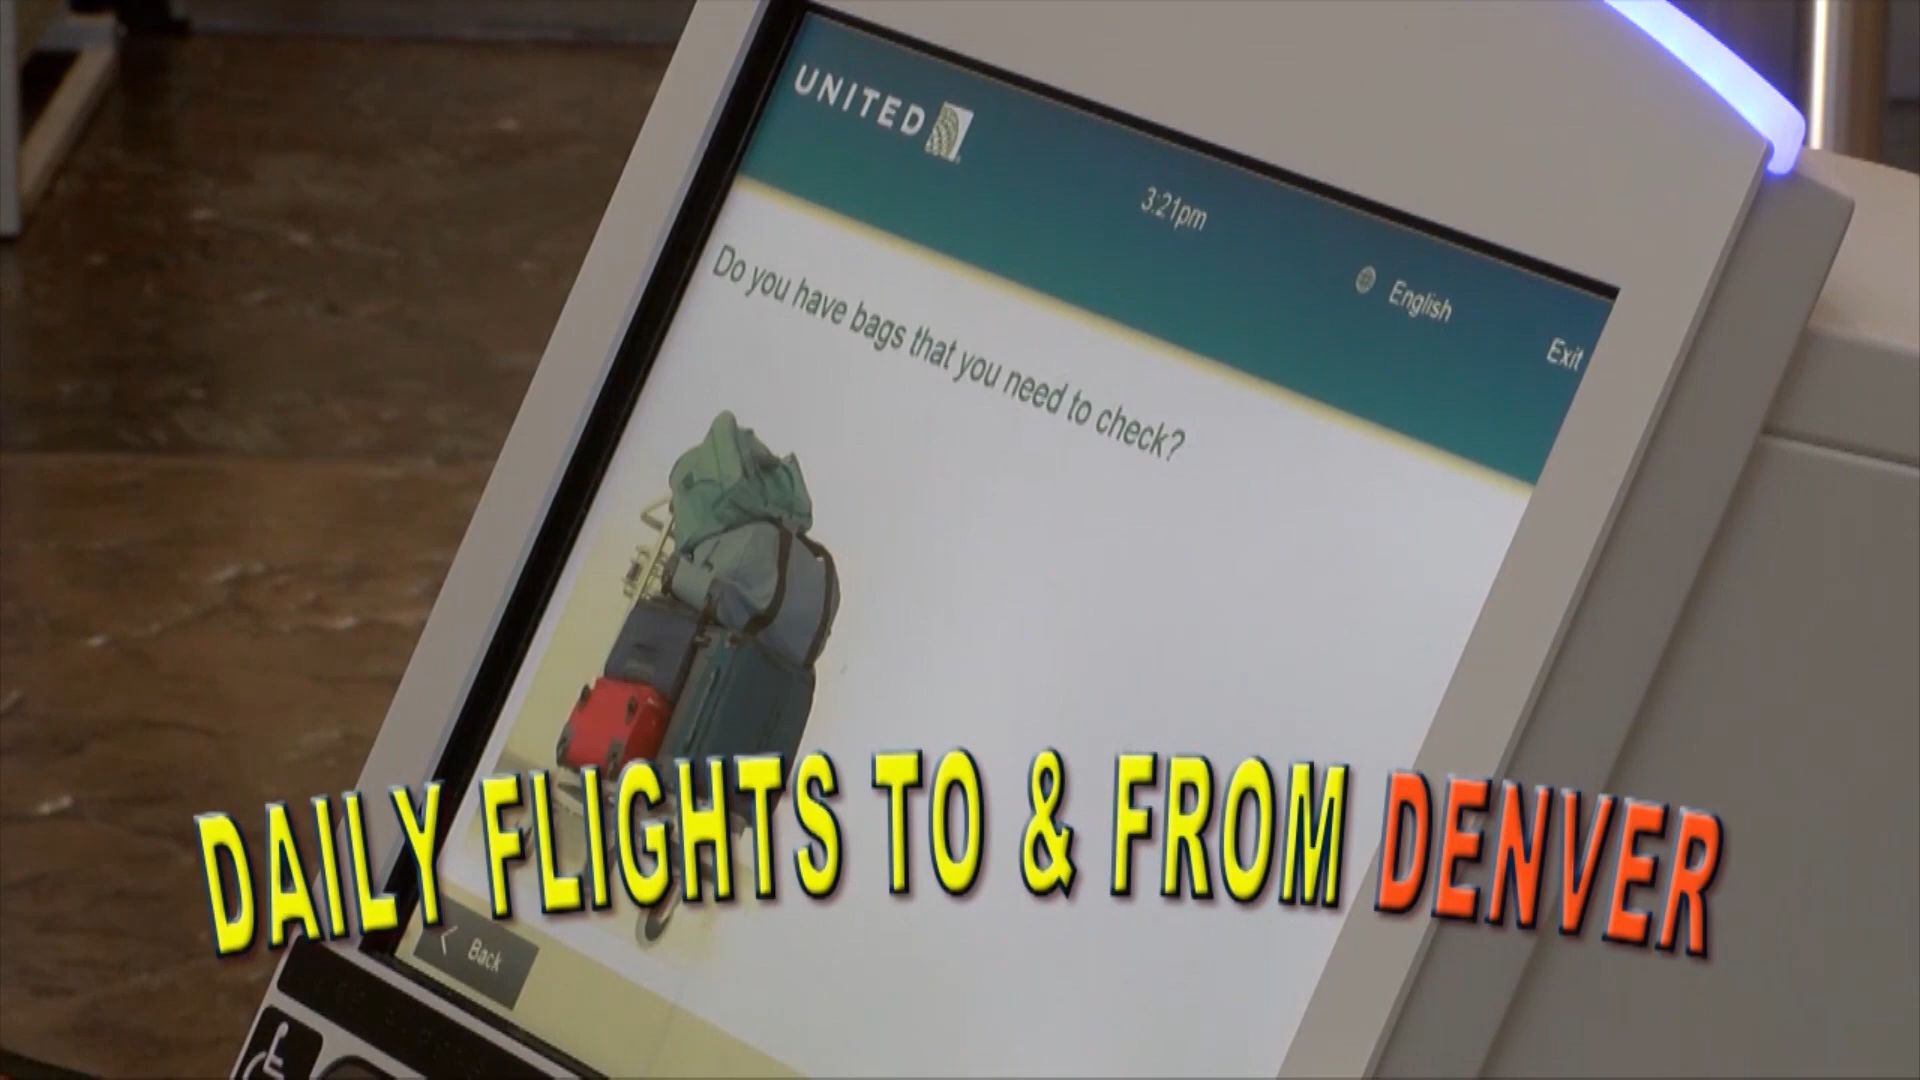 UNITED
3:21pm
English
Exit
Do you have bags that you need to check?
DAILY FLIGHTS TO & FROM DENVER
Back